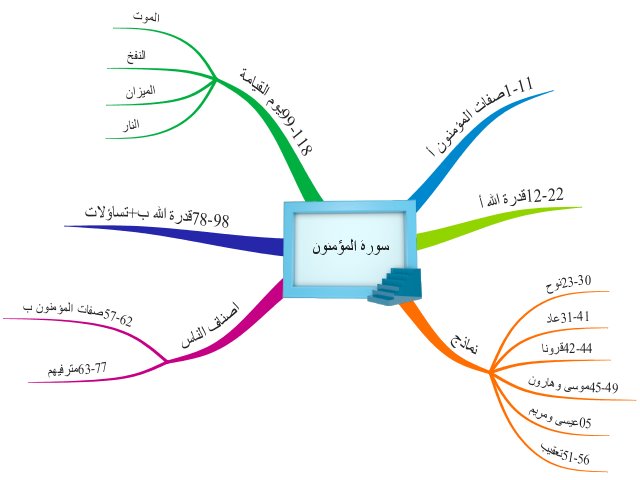 سورة المؤمنون
1-11صفات المؤمنون أ
12-22قدرة الله أ
نماذج
23-30نوح
31-41عاد
42-44قرونا
45-49موسى وهارون
05عيسى ومريم
51-56تعقيب
اصناف الناس
57-62صفات المؤمنون ب
63-77مترفيهم
78-98قدرة الله ب+تساؤلات
99-118يوم القيامة
الموت
النفخ
الميزان
النار